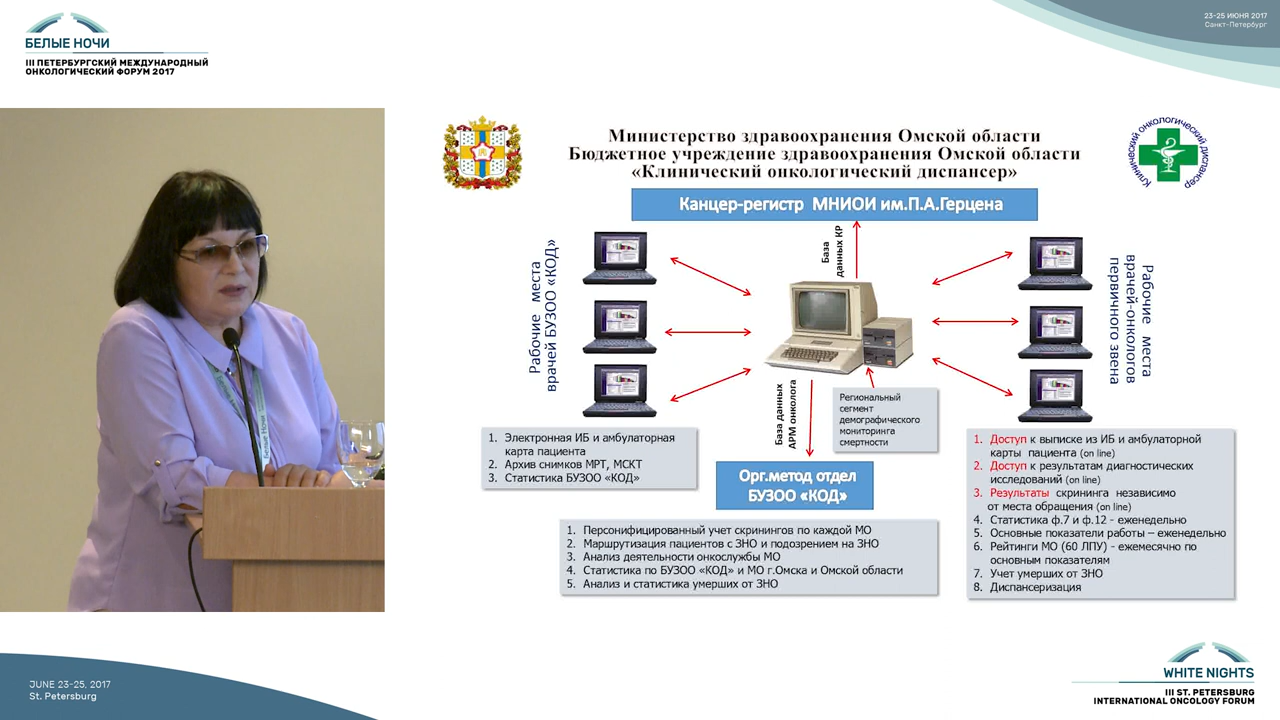 БЕЛЫЕ НОЧИ
III ПЕТЕРБУРГСКИЙ МЕЖДУНАРОДНЫЙ
ОНКОЛОГИЧЕСКИЙ ФОРУМ 2017
23-25 ИЮНЯ 2017
Санкт-Петербург
Министерство здравоохранения Омской области
Бюджетное учреждение здравоохранения Омской области
«Клинический онкологический диспансер»
Клинический онкологический диспансер
Канцер-регистр МНИОИ им.П.А.Герцена
База
данных КР
Рабочие места
врачей БУЗОО «КОД»
Рабочие места
врачей-онкологов
первичного звена
База данных
АРМ онколога
Региональный
сегмент
демографического
мониторинга
смертности
1. Электронная ИБ и амбулаторная
карта пациента
2. Архив снимков МРТ, МСКТ
3. Статистика БУЗОО «КОД»
Орг.метод отдел
БУЗОО «КОД»
1. Персонифицированный учет скринингов по каждой МО
2. Маршрутизация пациентов с ЗНО и подозрением на ЗНО
3. Анализ деятельности онкослужбы МО
4. Статистика по БУЗОО «КОД» и МО г.Омска и Омской области
5. Анализ и статистика умерших от ЗНО
1. Доступ к выписке из ИБ и амбулаторной
карты пациента (on line)
2. Доступ к результатам диагностических
исследований (on line)
3. Результаты скрининга независимо
от места обращения (on line)
4. Статистика ф.7 и ф.12 - еженедельно
5. Основные показатели работы – еженедельно
6. Рейтинги МО (60 ЛПУ) - ежемесячно по
основным показателям
7. Учет умерших от ЗНО
8. Диспансеризация
Белые Ночи
JUNE 23-25, 2017
St. Petersburg
WHITE NIGHTS
III ST. PETERSBURG
INTERNATIONAL ONCOLOGY FORUM